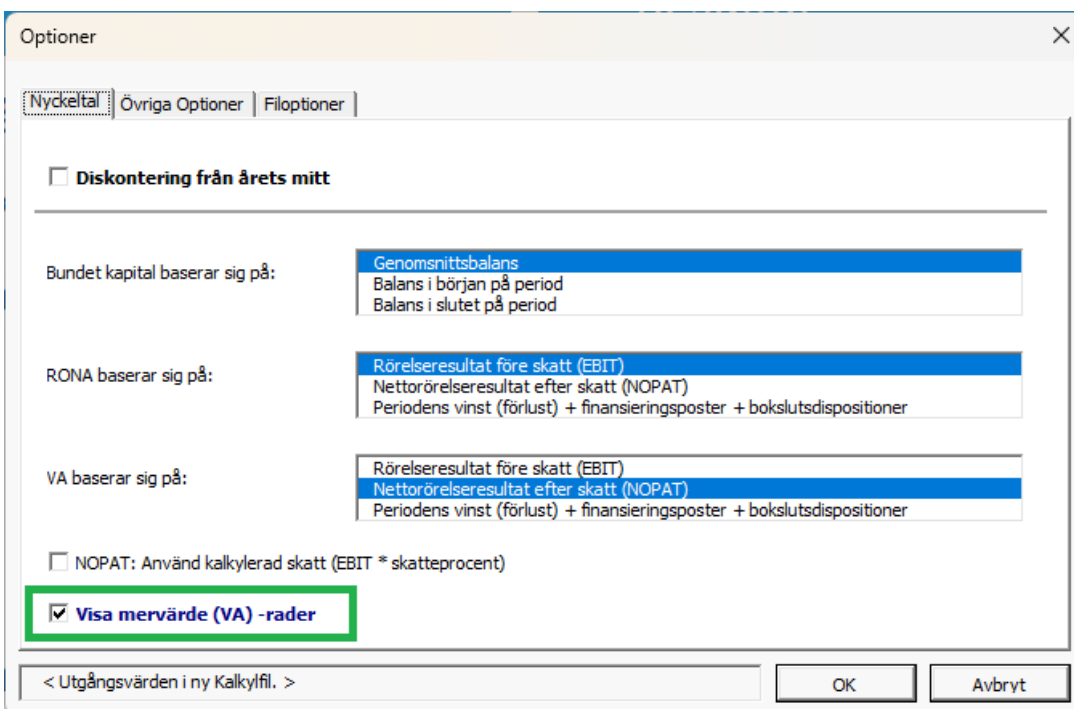 Optioner
Nyckeltal Övriga Optioner Filoptioner
Diskontering från årets mitt
Bundet kapital baserar sig på:
Genomsnittsbalans
Balans i början på period
Balans i slutet på period
RONA baserar sig på:
Rörelseresultat före skatt (EBIT)
Nettorörelseresultat efter skatt (NOPAT)
Periodens vinst (förlust) + finansieringsposter + bokslutsdispositioner
VA baserar sig på:
Rörelseresultat före skatt (EBIT)
Nettorörelseresultat efter skatt (NOPAT)
Periodens vinst (förlust) + finansieringsposter + bokslutsdispositioner
NOPAT: Använd kalkylerad skatt (EBIT * skatteprocent)
Visa mervärde (VA) -rader
< Utgångsvärden i ny Kalkylfil. >
OK Avbryt